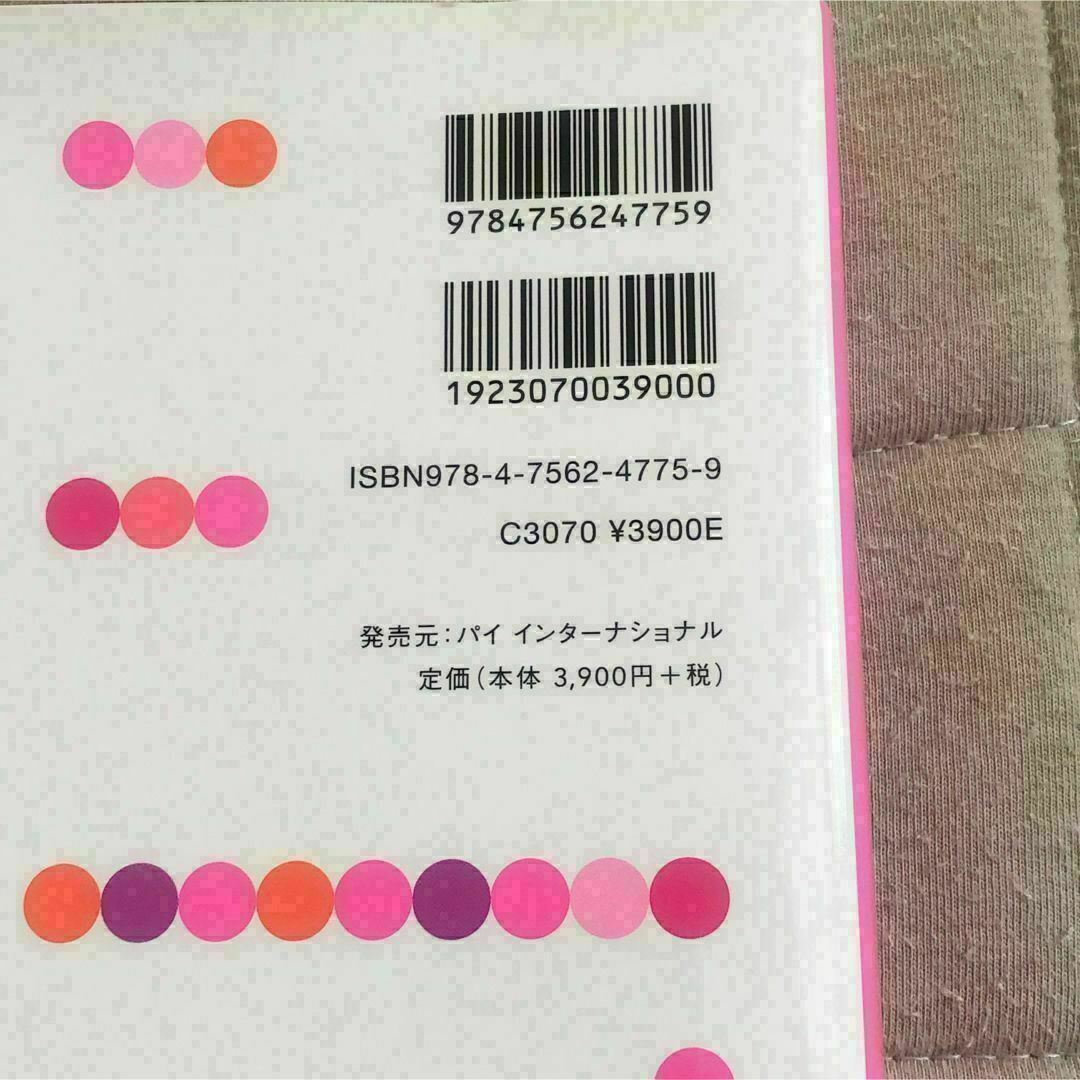 9784756247759
1923070039000
ISBN978-4-7562-4775-9
C3070 ¥3900E
発売元:パイ インターナショナル
定価(本体 3,900円+税)